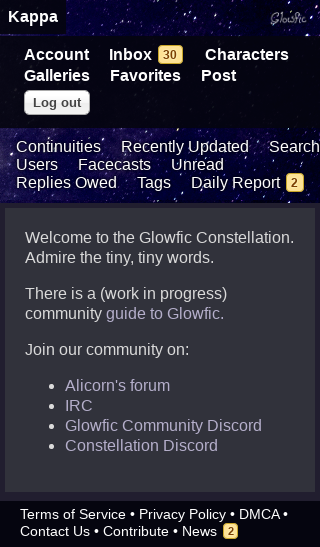 Kappa Glowfic
Account Inbox 30 Characters
Galleries Favorites Post
Log out
Continuities Recently Updated Search
Users Facecasts Unread
Replies Owed Tags Daily Report 2
Welcome to the Glowfic Constellation.
Admire the tiny, tiny words.
There is a (work in progress)
community guide to Glowfic.
Join our community on:
• Alicorn's forum
• IRC
• Glowfic Community Discord
• Constellation Discord
Terms of Service • Privacy Policy • DMCA •
Contact Us • Contribute • News 2